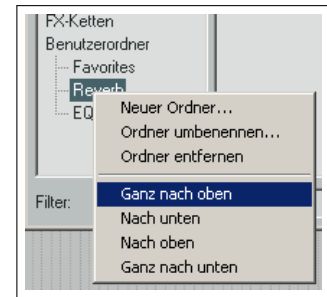 FX-Ketten
Benutzerordner
Favorites
Reverb
EQ
Neuer Ordner...
Ordner umbenennen...
Ordner entfernen
Filter:
Ganz nach oben
Nach unten
Nach oben
Ganz nach unten